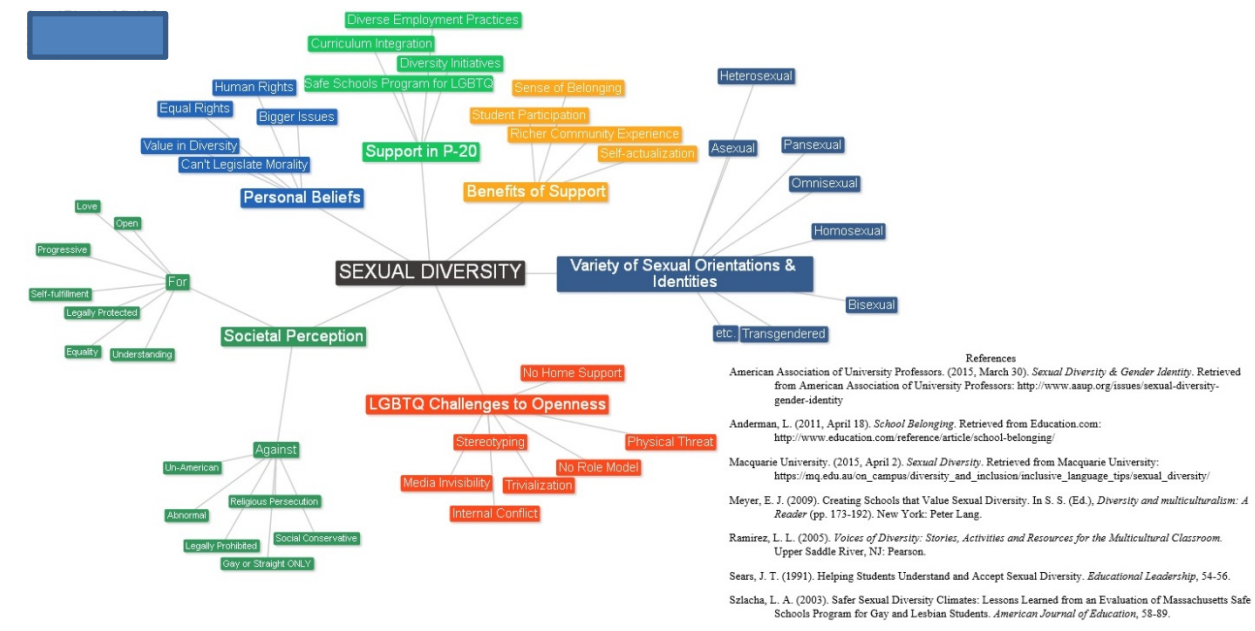 Diverse Employment Practices
Curriculum Integration
Diversity Initiatives
Safe Schools Program for LGBTQ
Support in P-20
Human Rights
Equal Rights
Bigger Issues
Value in Diversity
Can't Legislate Morality
Personal Beliefs
Sense of Belonging
Student Participation
Richer Community Experience
Self-actualization
Benefits of Support
Heterosexual
Asexual
Pansexual
Omnisexual
Homosexual
Variety of Sexual Orientations &
Identities
Bisexual
etc.
Transgendered
SEXUAL DIVERSITY
Love
Open
Progressive
For
Self-fulfillment
Legally Protected
Equality
Understanding
Societal Perception
Against
Un-American
Religious Persecution
Abnormal
Social Conservative
Legally Prohibited
Gay or Straight ONLY
No Home Support
LGBTQ Challenges to Openness
Stereotyping
Physical Threat
No Role Model
Media Invisibility
Trivialization
Internal Conflict
References
American Association of University Professors. (2015, March 30). Sexual Diversity & Gender Identity. Retrieved
from American Association of University Professors: http://www.aaup.org/issues/sexual-diversity-
gender-identity
Anderman, L. (2011, April 18). School Belonging. Retrieved from Education.com:
http://www.education.com/reference/article/school-belonging/
Macquarie University. (2015, April 2). Sexual Diversity. Retrieved from Macquarie University:
https://mq.edu.au/on_campus/diversity_and_inclusion/inclusive_language_tips/sexual_diversity/
Meyer, E. J. (2009). Creating Schools that Value Sexual Diversity. In S. S. (Ed.), Diversity and multiculturalism: A
Reader (pp. 173-192). New York: Peter Lang.
Ramirez, L. L. (2005). Voices of Diversity: Stories, Activities and Resources for the Multicultural Classroom.
Upper Saddle River, NJ: Pearson.
Sears, J. T. (1991). Helping Students Understand and Accept Sexual Diversity. Educational Leadership, 54-56.
Szlacha, L. A. (2003). Safer Sexual Diversity Climates: Lessons Learned from an Evaluation of Massachusetts Safe
Schools Program for Gay and Lesbian Students. American Journal of Education, 58-89.